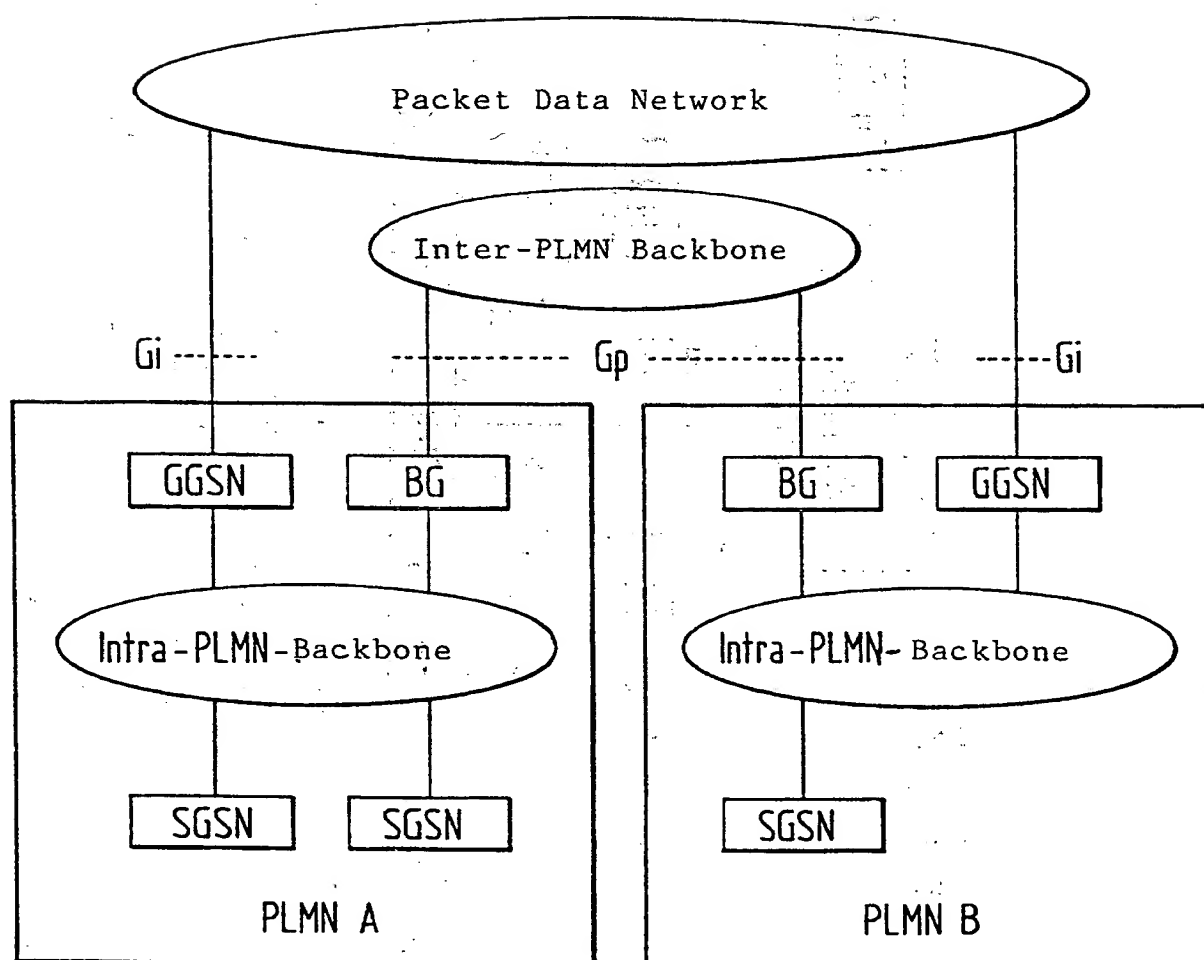 Packet Data Network
Inter-PLMN Backbone
Gi Gp Gi
GGSN BG BG GGSN
Intra-PLMN-Backbone Intra-PLMN-Backbone
SGSN SGSN SGSN
PLMN A PLMN B